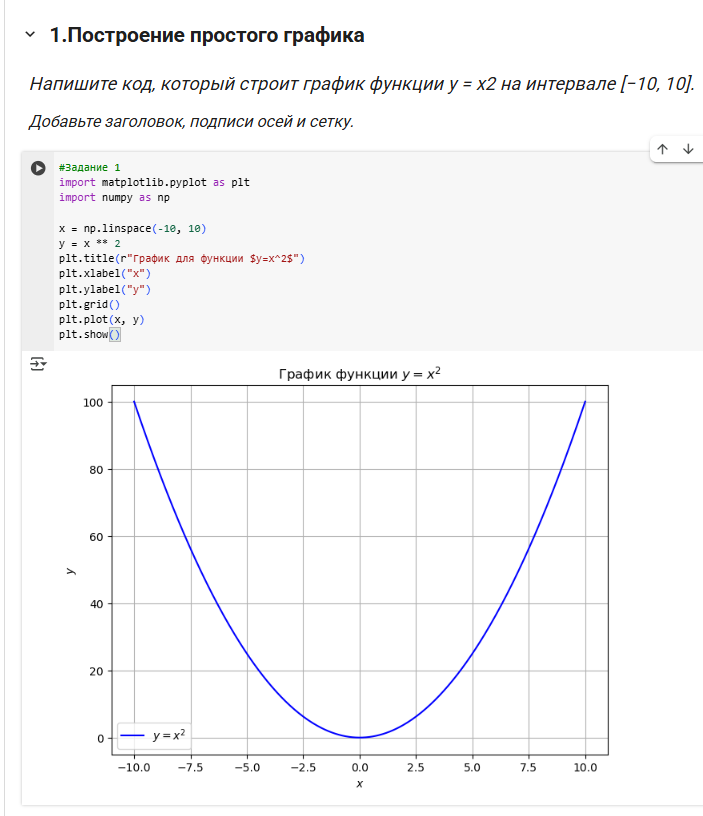 1.Построение простого графика
Напишите код, который строит график функции y = x2 на интервале [−10, 10].
Добавьте заголовок, подписи осей и сетку.
#Задание 1
import matplotlib.pyplot as plt
import numpy as np
x = np.linspace(-10, 10)
y = x ** 2
plt.title(r"График для функции $y=x^2$")
plt.xlabel("x")
plt.ylabel("y")
plt.grid()
plt.plot(x, y)
plt.show()
График функции y = x²
100
80
60
40
20
0
y
y = x²
−10.0 −7.5 −5.0 −2.5 0.0 2.5 5.0 7.5 10.0
x